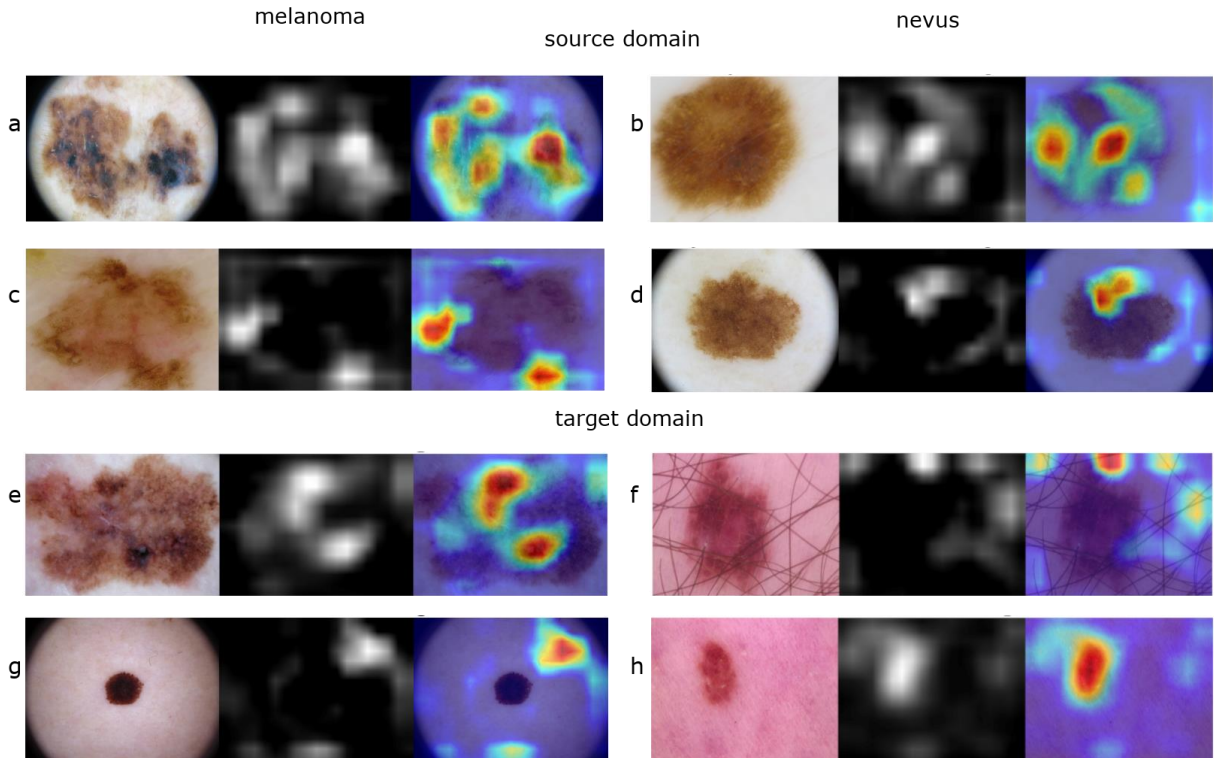 melanoma
nevus
source domain
a
b
c
d
target domain
e
f
g
h